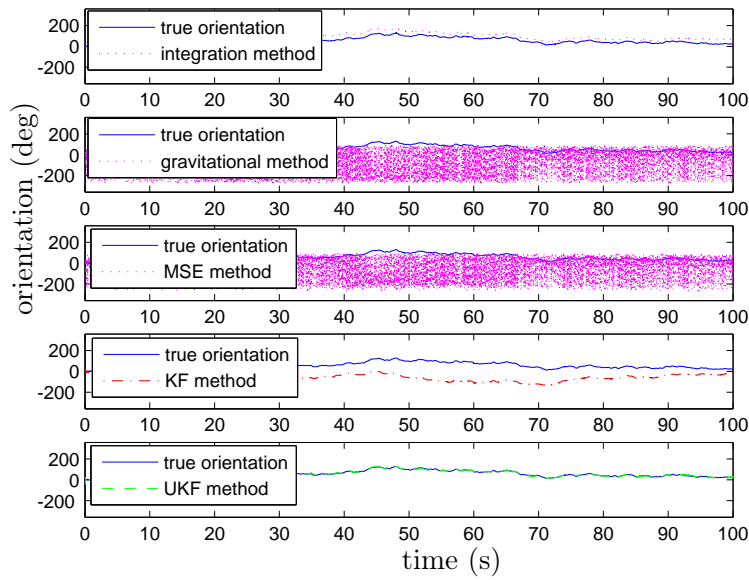 orientation (deg)
200
0
-200
true orientation
integration method
0 10 20 30 40 50 60 70 80 90 100
200
0
-200
true orientation
gravitational method
0 10 20 30 40 50 60 70 80 90 100
200
0
-200
true orientation
MSE method
0 10 20 30 40 50 60 70 80 90 100
200
0
-200
true orientation
KF method
0 10 20 30 40 50 60 70 80 90 100
200
0
-200
true orientation
UKF method
0 10 20 30 40 50 60 70 80 90 100
time (s)